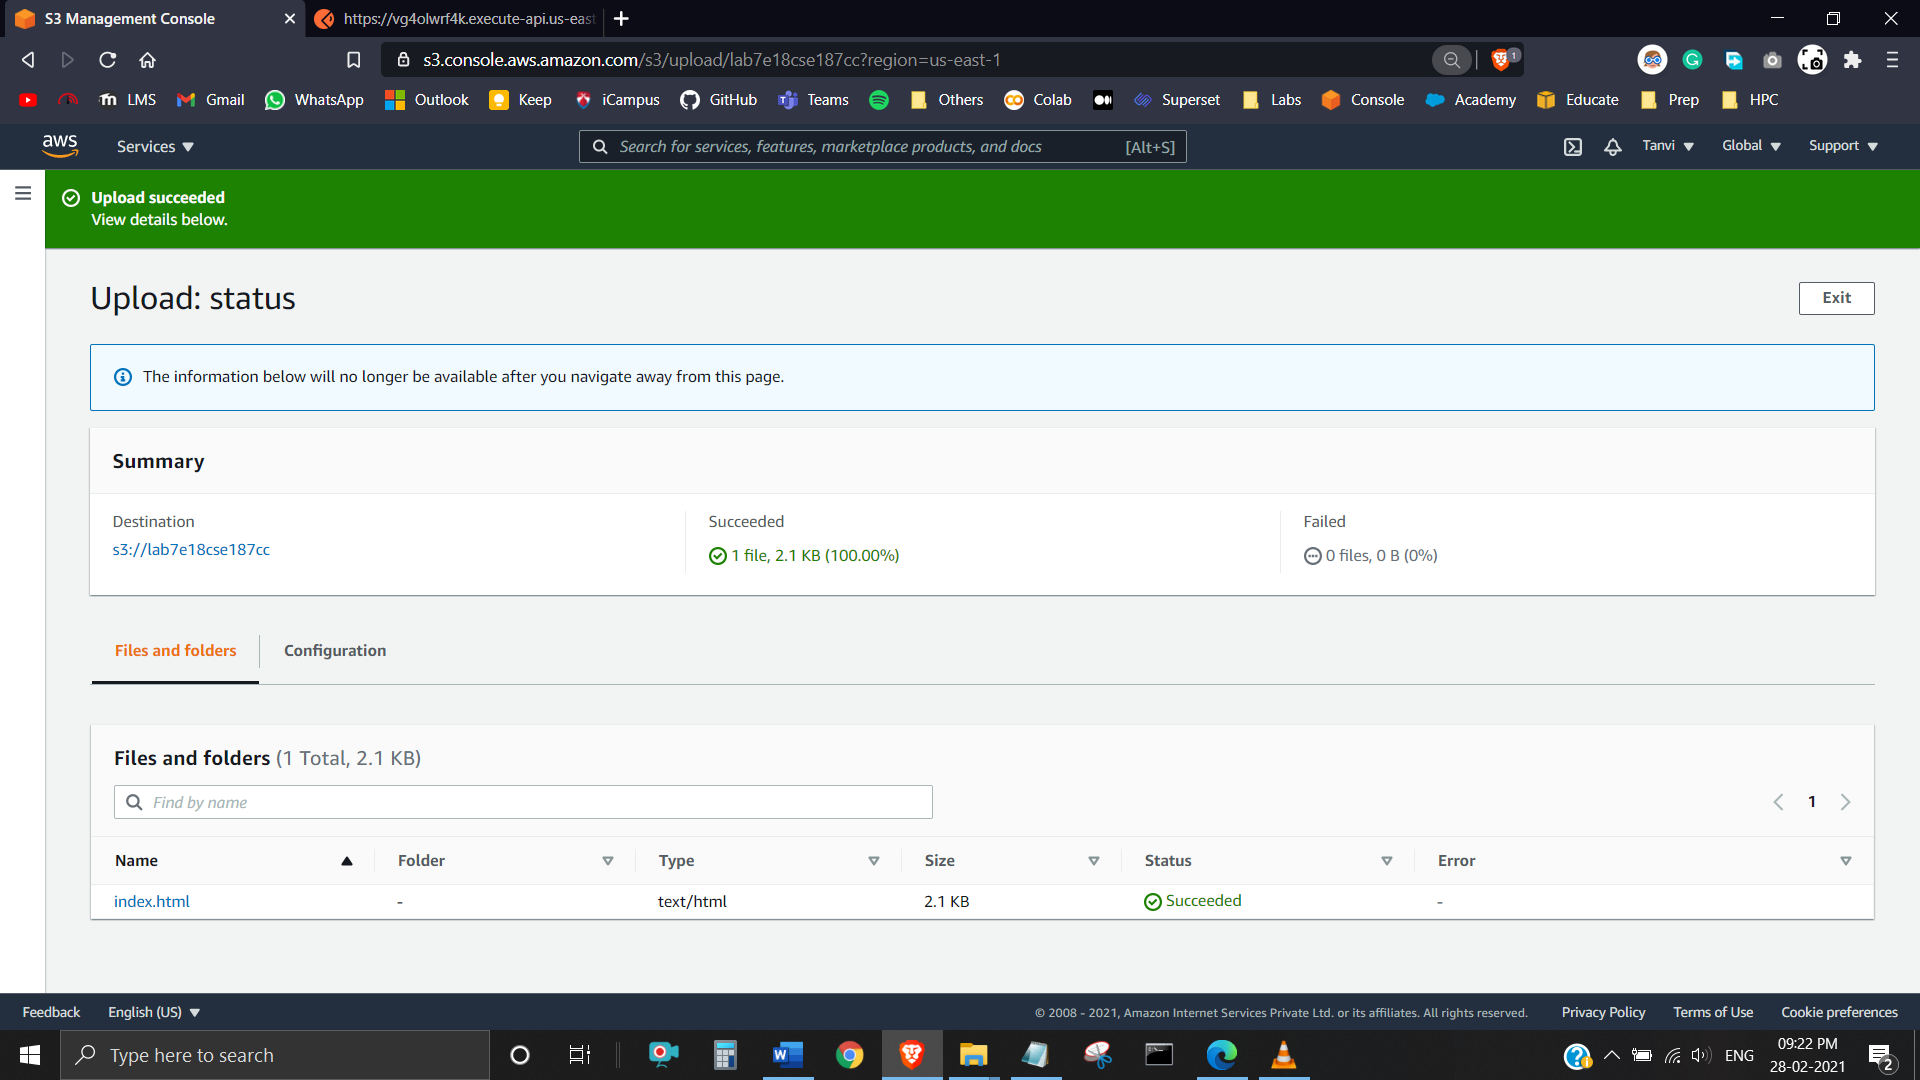 S3 Management Console
https://vg4olwrf4k.execute-api.us-east
s3.console.aws.amazon.com/s3/upload/lab7e18cse187cc?region=us-east-1
1
LMS Gmail WhatsApp Outlook Keep iCampus GitHub Teams Others Colab Superset Labs Console Academy Educate Prep HPC
aws Services Search for services, features, marketplace products, and docs [Alt+S] Tanvi Global Support
Upload succeeded
View details below.
Upload: status
Exit
The information below will no longer be available after you navigate away from this page.
Summary
Destination Succeeded Failed
s3://lab7e18cse187cc 1 file, 2.1 KB (100.00%) 0 files, 0 B (0%)
Files and folders Configuration
Files and folders (1 Total, 2.1 KB)
Find by name
1
Name Folder Type Size Status Error
index.html - text/html 2.1 KB Succeeded -
Feedback English (US) © 2008 - 2021, Amazon Internet Services Private Ltd. or its affiliates. All rights reserved. Privacy Policy Terms of Use Cookie preferences
Type here to search
ENG
09:22 PM
28-02-2021
2